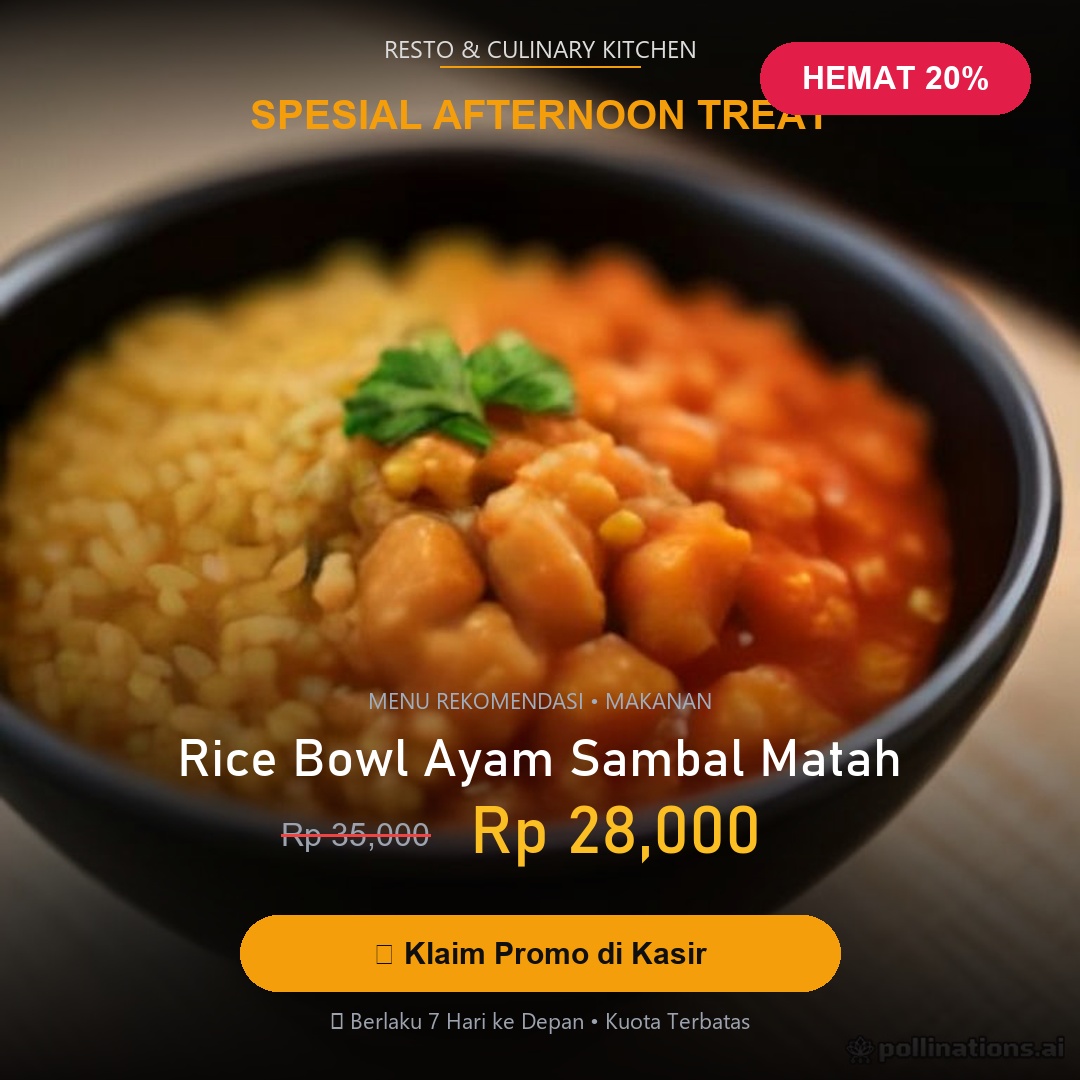 RESTO & CULINARY KITCHEN
HEMAT 20%
SPESIAL AFTERNOON TREAT
MENU REKOMENDASI • MAKANAN
Rice Bowl Ayam Sambal Matah
Rp 35,000 Rp 28,000
Klaim Promo di Kasir
Berlaku 7 Hari ke Depan • Kuota Terbatas
pollinations.ai